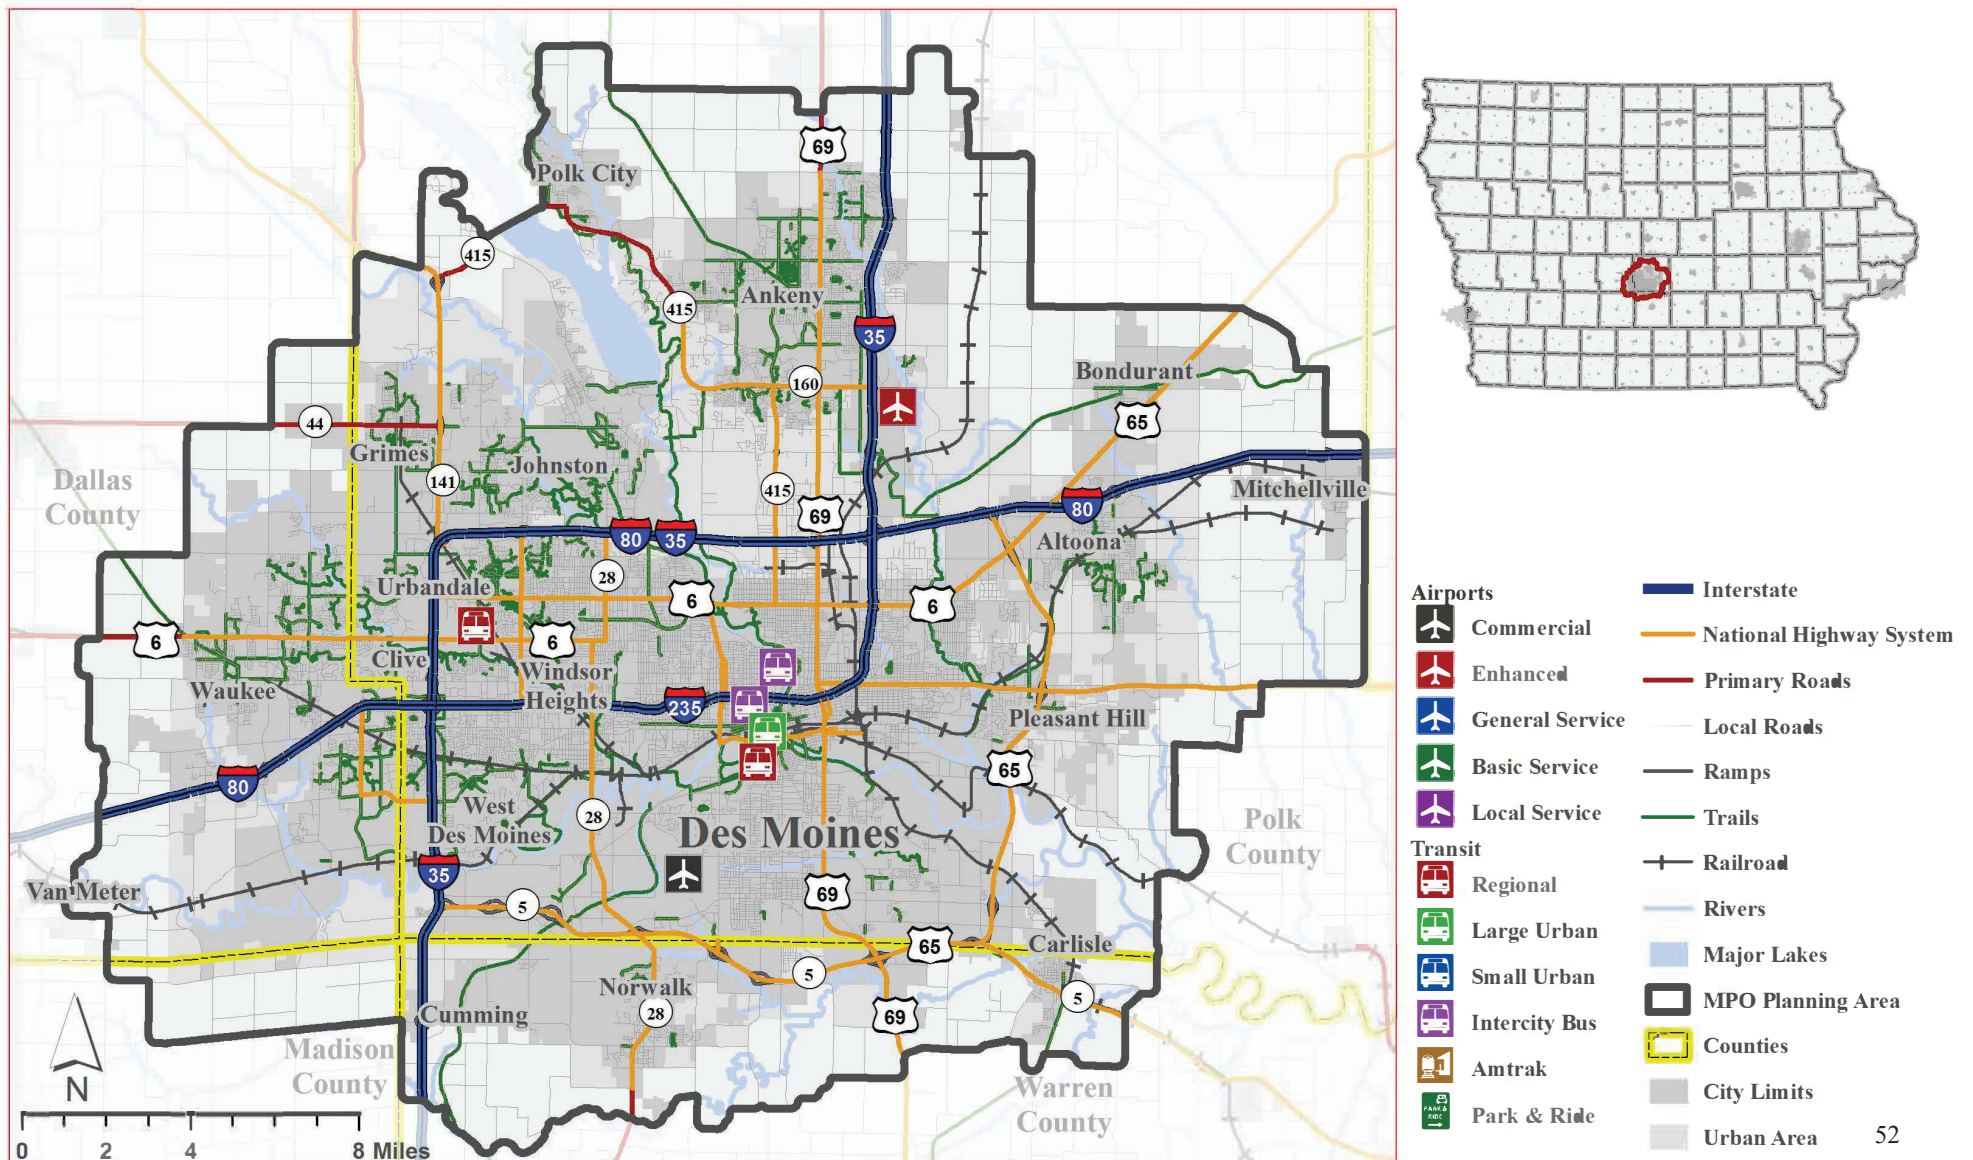 69
Polk City
415
415
Ankeny
35
160
Bondurant
65
44
Grimes
Johnston
141
415
69
Mitchellville
80
Dallas
County
80
35
Altoona
28
Urbandale
6
6
6
6
Clive
Windsor
Heights
Waukee
235
Pleasant Hill
65
80
West
Des Moines
28
Des Moines
Polk
County
35
69
Van Meter
5
65
Carlisle
5
Norwalk
28
5
69
Cumming
Madison
County
Warren
County
N
0 2 4 8 Miles
Airports
Commercial
Enhanced
General Service
Basic Service
Local Service
Transit
Regional
Large Urban
Small Urban
Intercity Bus
Amtrak
PARK &
RIDE
Park & Ride
Interstate
National Highway System
Primary Roads
Local Roads
Ramps
Trails
Railroad
Rivers
Major Lakes
MPO Planning Area
Counties
City Limits
Urban Area
52